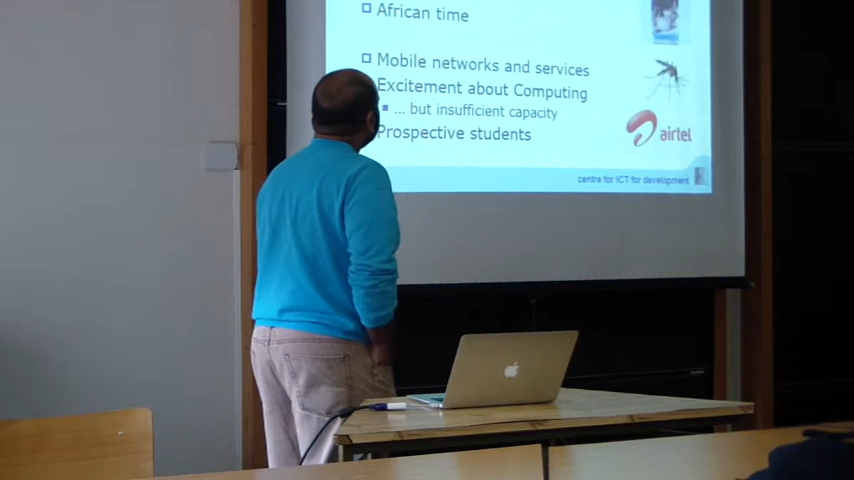 African time
Mobile networks and services
Excitement about Computing
... but insufficient capacity
Prospective students
airtel
centre for ICT for development